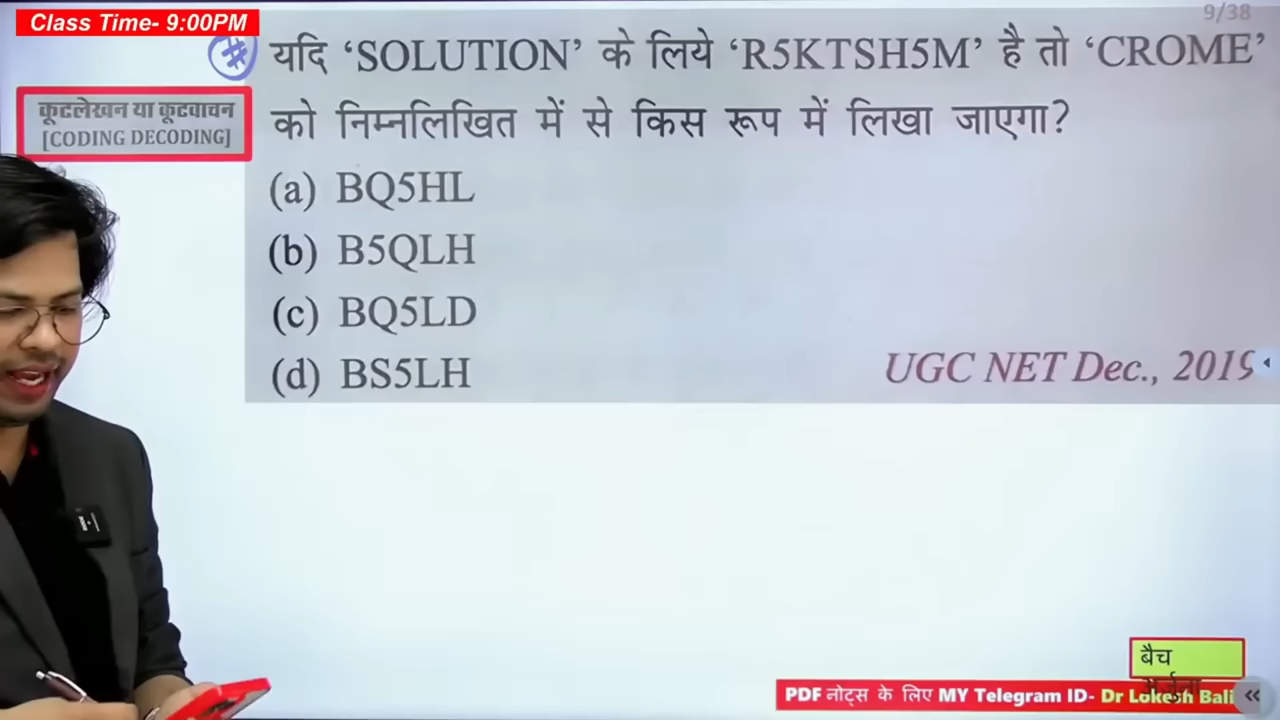 Class Time- 9:00PM
9/38
# यदि ‘SOLUTION’ के लिये ‘R5KTSH5M’ है तो ‘CROME’
को निम्नलिखित में से किस रूप में लिखा जाएगा?
कूटलेखन या कूटवाचन
[CODING DECODING]
(a) BQ5HL
(b) B5QLH
(c) BQ5LD
(d) BS5LH
UGC NET Dec., 2019
बैच
PDF नोट्स के लिए MY Telegram ID- Dr Lokesh Bali